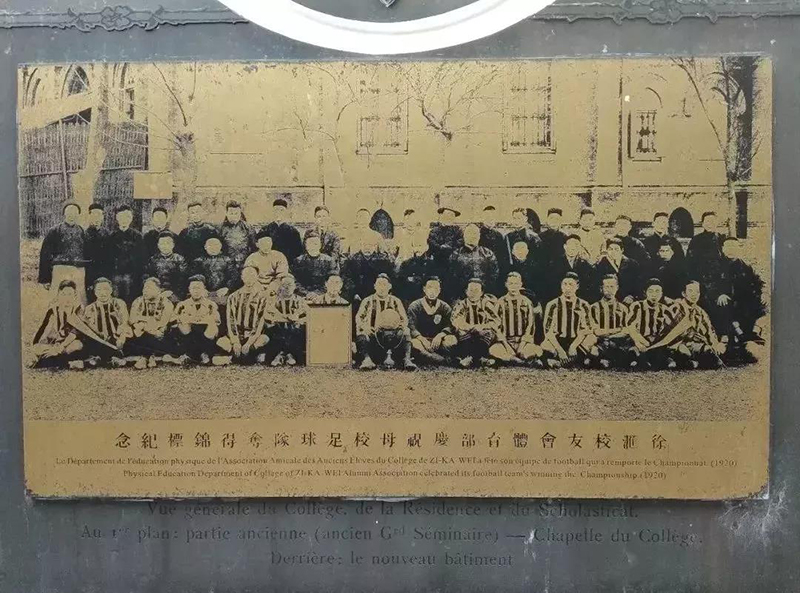 徐滙校友會體育部慶祝母校足球隊奪得錦標紀念
Le Département de l'éducation physique de l'Association Amicale des Anciens Élèves du Collège de ZI-KA-WEI a fêté son équipe de football qui a remporté le Championnat. (1920)
Physical Education Department of College of ZI-KA-WEI Alumni Association celebrated its football team's winning the Championship.(1920)
Vue générale du Collège, de la Résidence et du Scholasticat.
Au 1er plan: partie ancienne (ancien Grd Séminaire) — Chapelle du Collège.
Derrière: le nouveau bâtiment